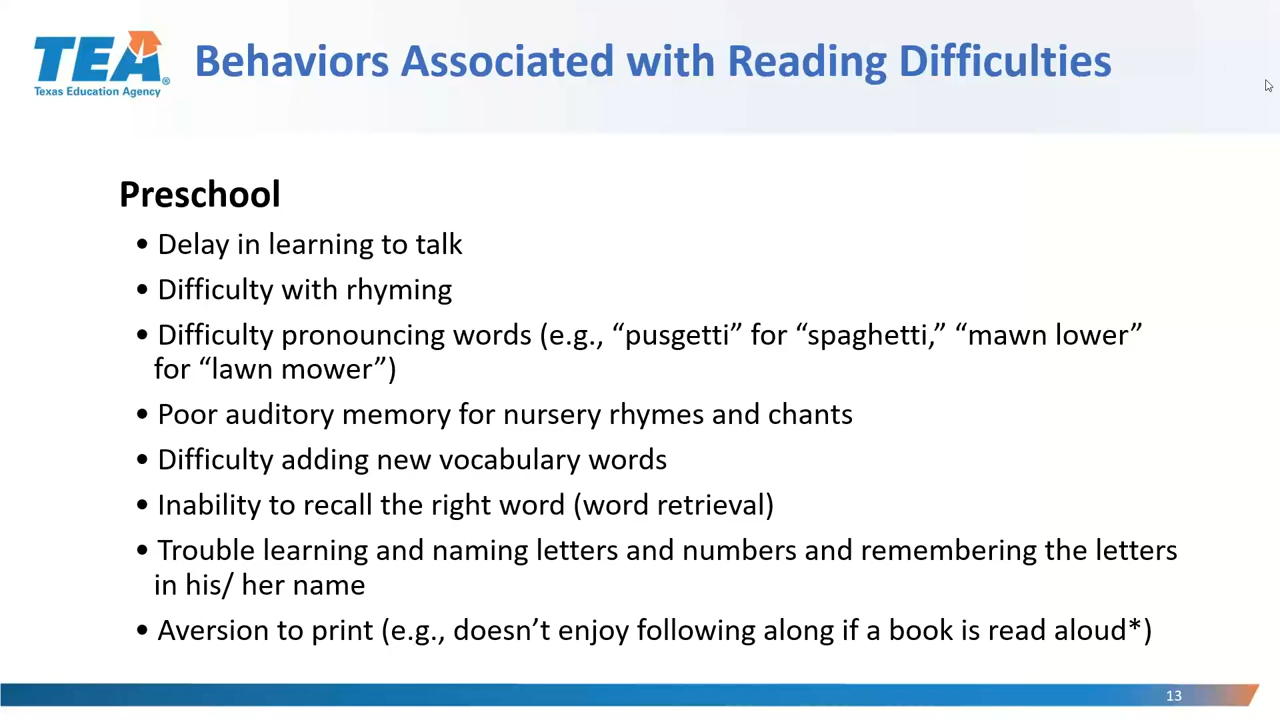 TEA®
Texas Education Agency
Behaviors Associated with Reading Difficulties
Preschool
• Delay in learning to talk
• Difficulty with rhyming
• Difficulty pronouncing words (e.g., “pusgetti” for “spaghetti,” “mawn lower”
for “lawn mower”)
• Poor auditory memory for nursery rhymes and chants
• Difficulty adding new vocabulary words
• Inability to recall the right word (word retrieval)
• Trouble learning and naming letters and numbers and remembering the letters
in his/ her name
• Aversion to print (e.g., doesn’t enjoy following along if a book is read aloud*)
13